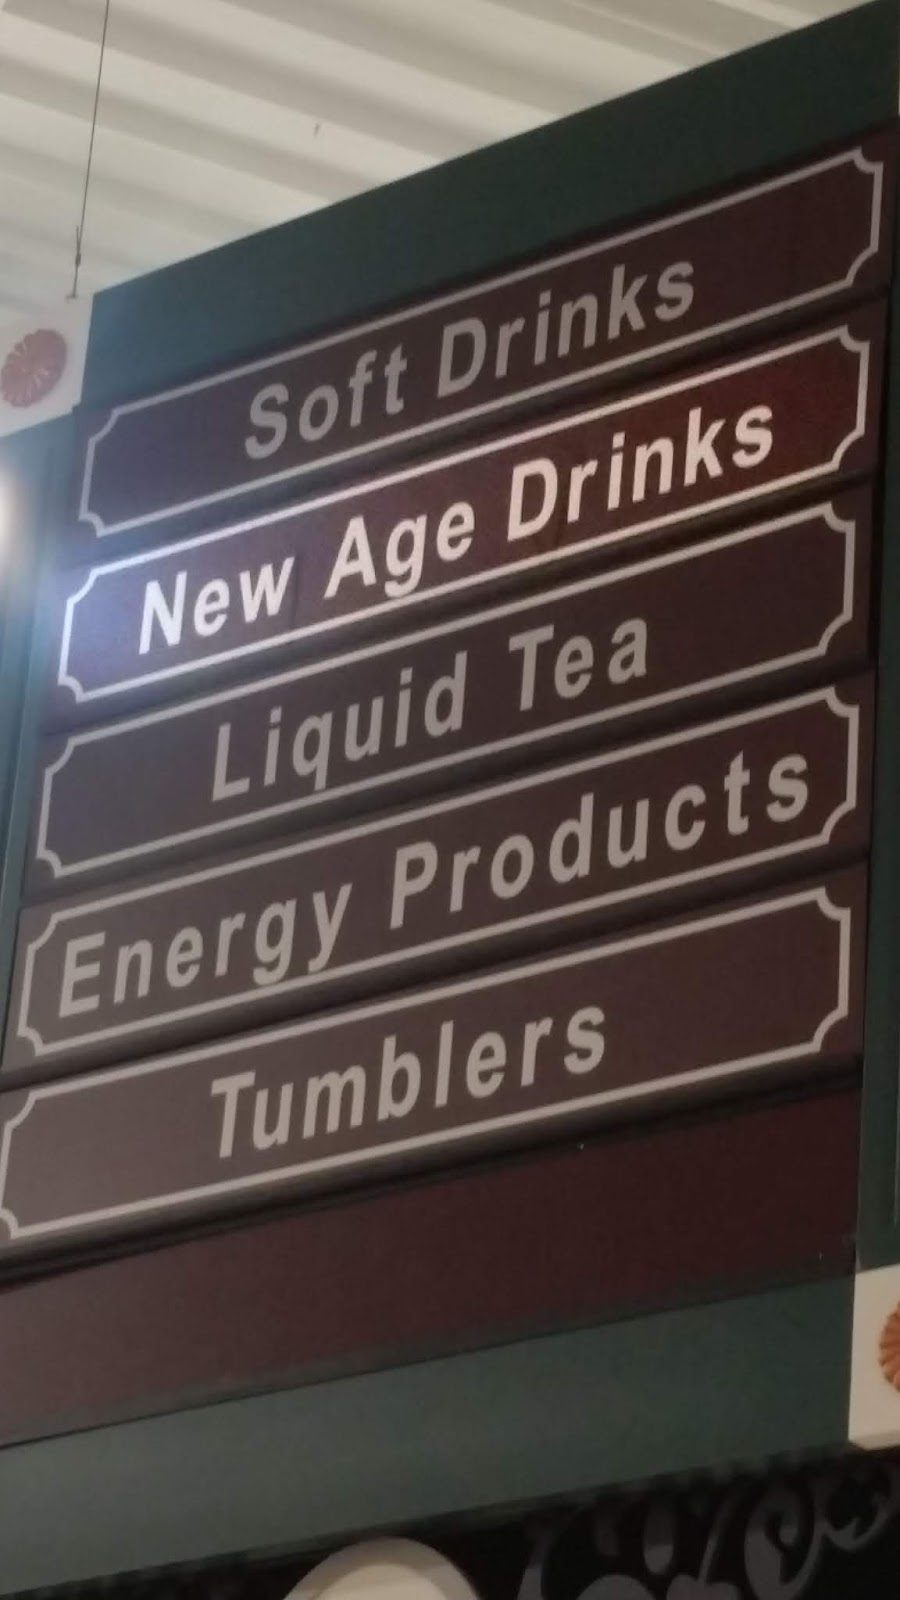 Soft Drinks
New Age Drinks
Liquid Tea
Energy Products
Tumblers